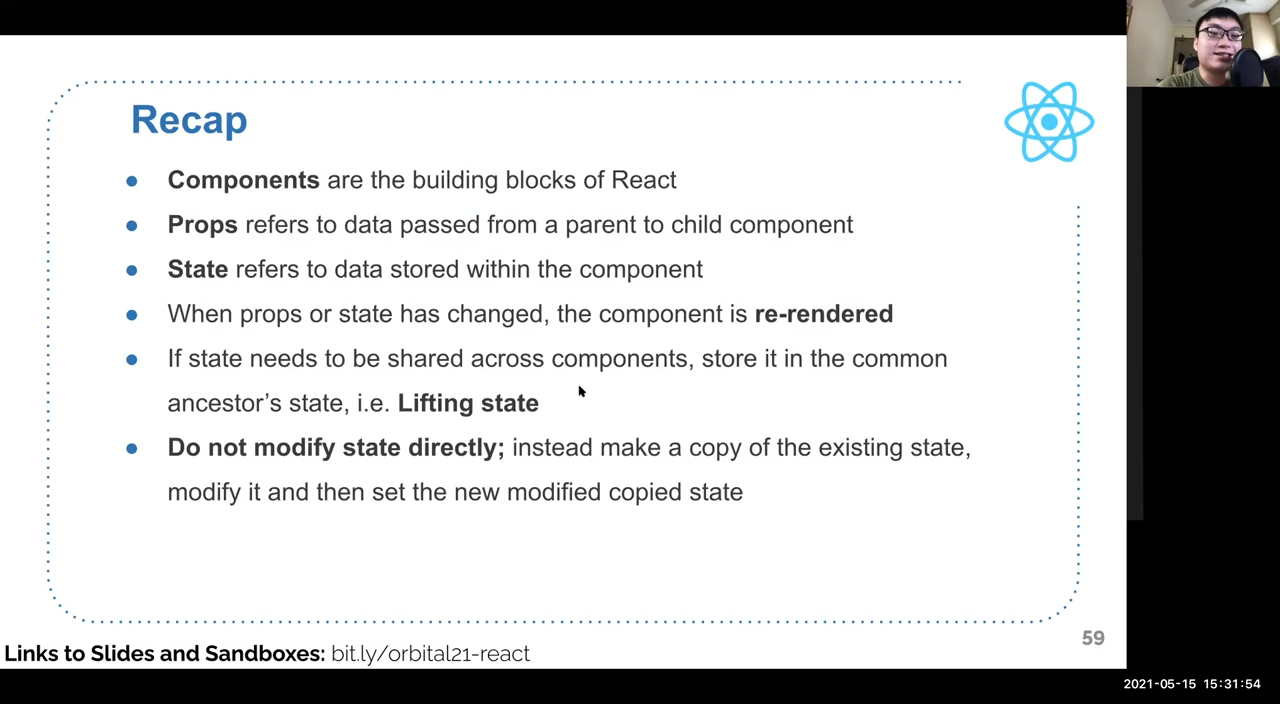 Recap
● Components are the building blocks of React
● Props refers to data passed from a parent to child component
● State refers to data stored within the component
● When props or state has changed, the component is re-rendered
● If state needs to be shared across components, store it in the common
ancestor’s state, i.e. Lifting state
● Do not modify state directly; instead make a copy of the existing state,
modify it and then set the new modified copied state
59
Links to Slides and Sandboxes: bit.ly/orbital21-react
2021-05-15 15:31:54